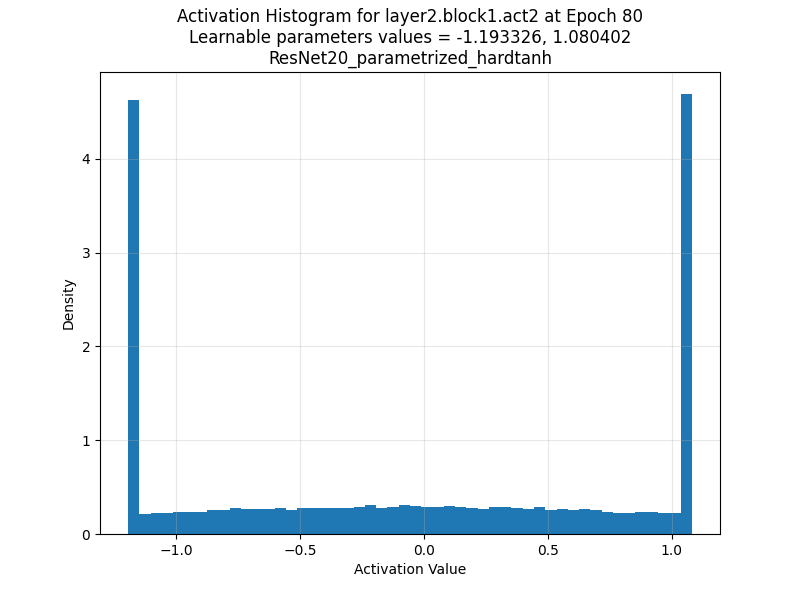 Activation Histogram for layer2.block1.act2 at Epoch 80
Learnable parameters values = -1.193326, 1.080402
ResNet20_parametrized_hardtanh
4
3
2
1
0
Density
−1.0
−0.5
0.0
0.5
1.0
Activation Value